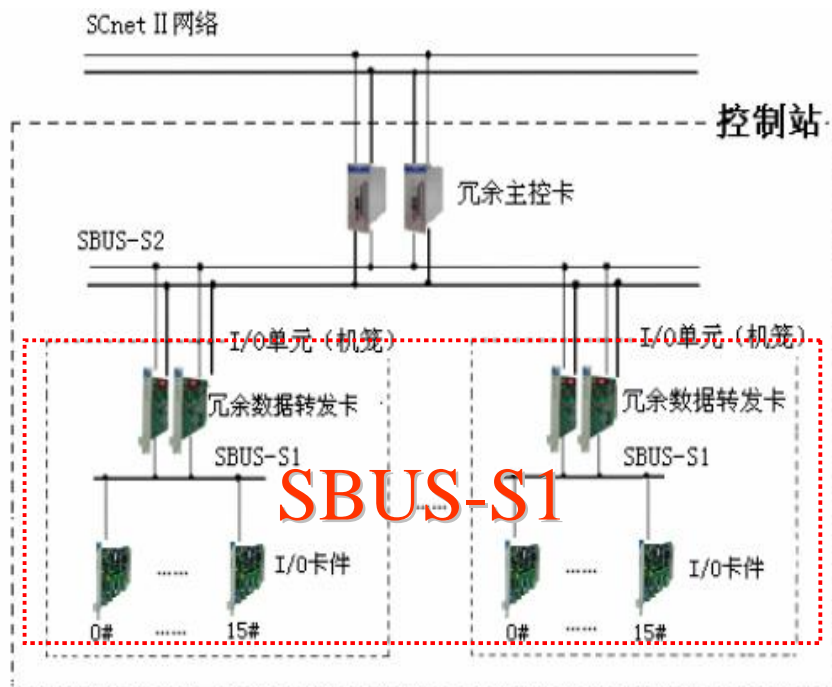 SCnet II 网络
控制站
冗余主控卡
SBUS-S2
I/O单元（机笼）
I/O单元（机笼）
冗余数据转发卡
冗余数据转发卡
SBUS-S1
SBUS-S1
SBUS-S1
……
I/O卡件
……
I/O卡件
……
0# …… 15#
0# …… 15#